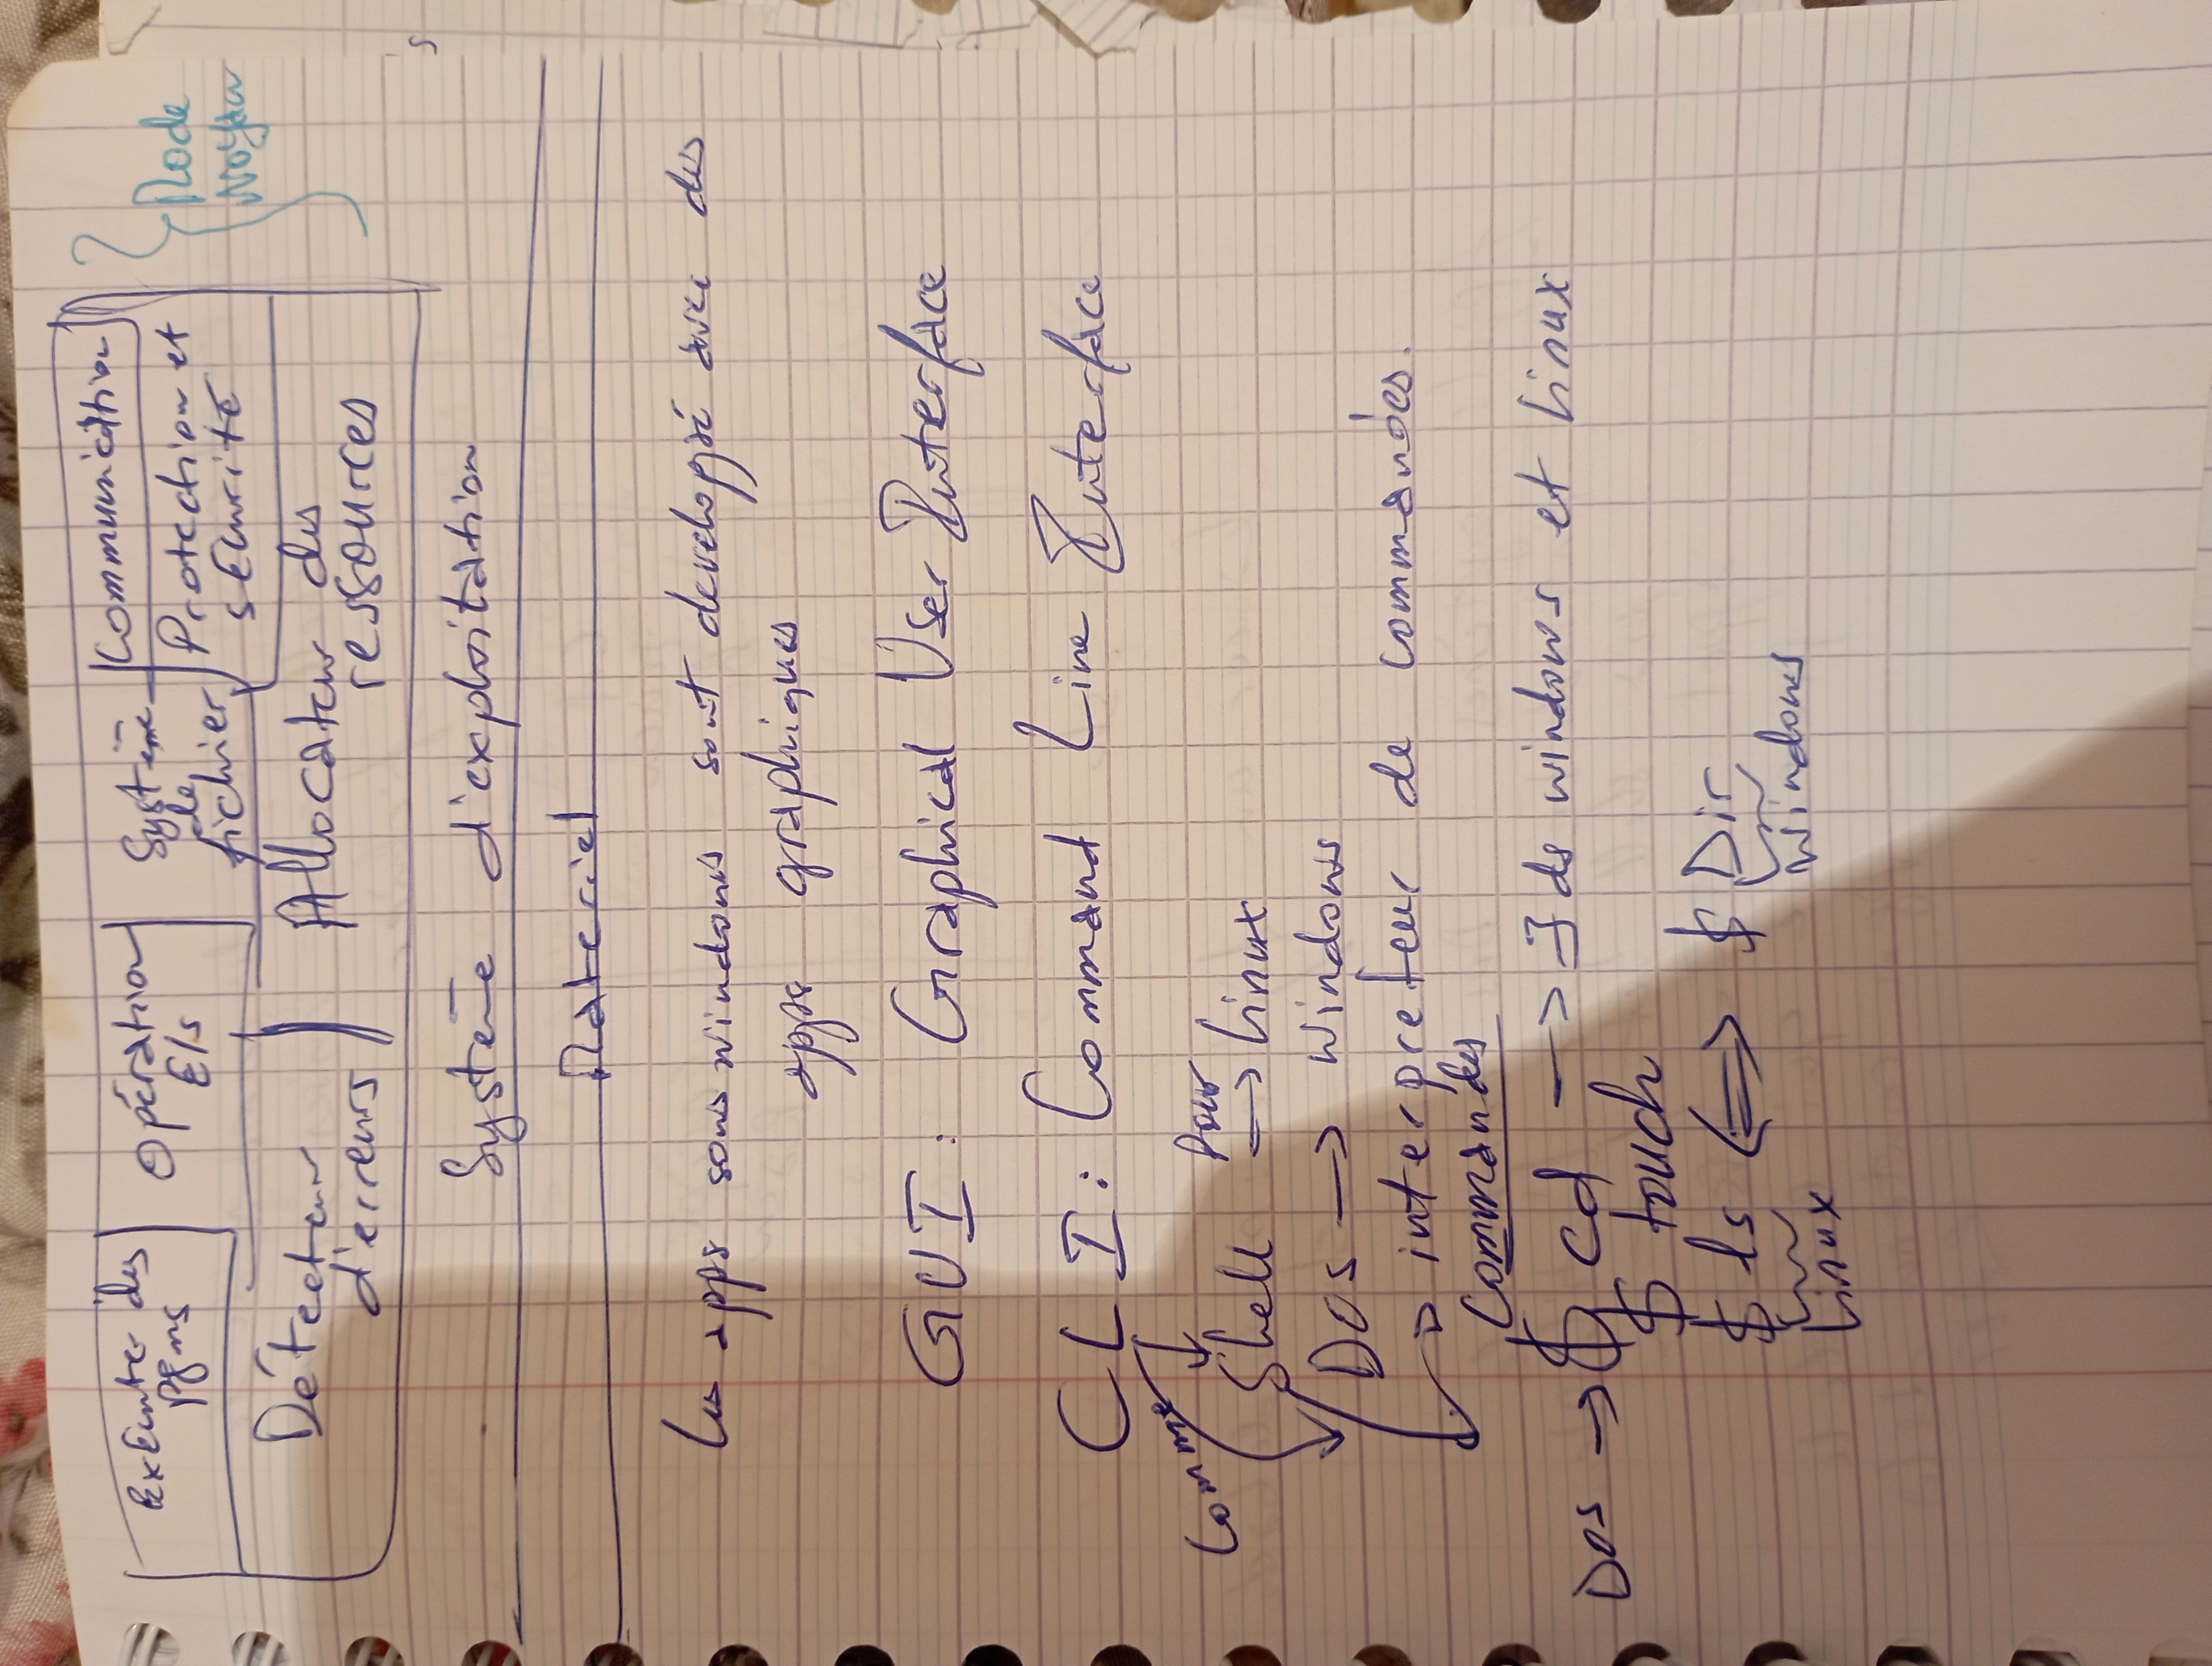 exécuter des
pgms
Opération
E/s
Système
de
fichier
Communication
Protection et
sécurité
Mode
noyau
Détecteur
d'erreurs
Allocateur des
ressources
Système d'exploitation
Matériel
Les apps sous windows sont developpé avec des
apps graphiques
GUI : Graphical User Interface
CLI : Command Line Interface
Comme
Shell pour → linux
Dos → windows
→ interpreteur de commandes.
Commandes
Dos → $ cd → ∃ ds windows et linux
$ touch
$ ls ⟺ $ Dir
linux
windows